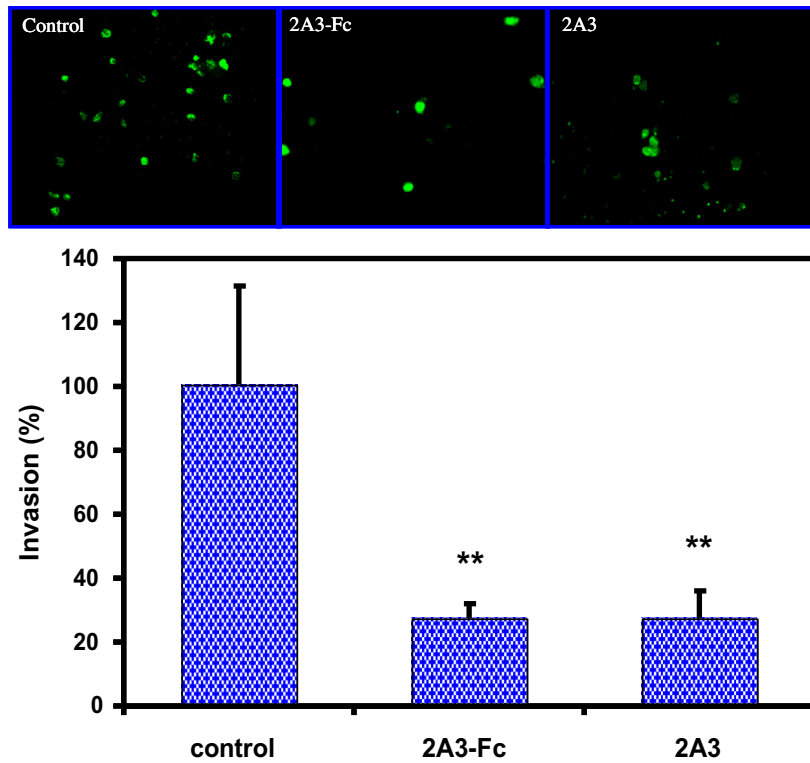 Control
2A3-Fc
2A3
140
120
100
80
60
40
20
0
Invasion (%)
**
**
control
2A3-Fc
2A3